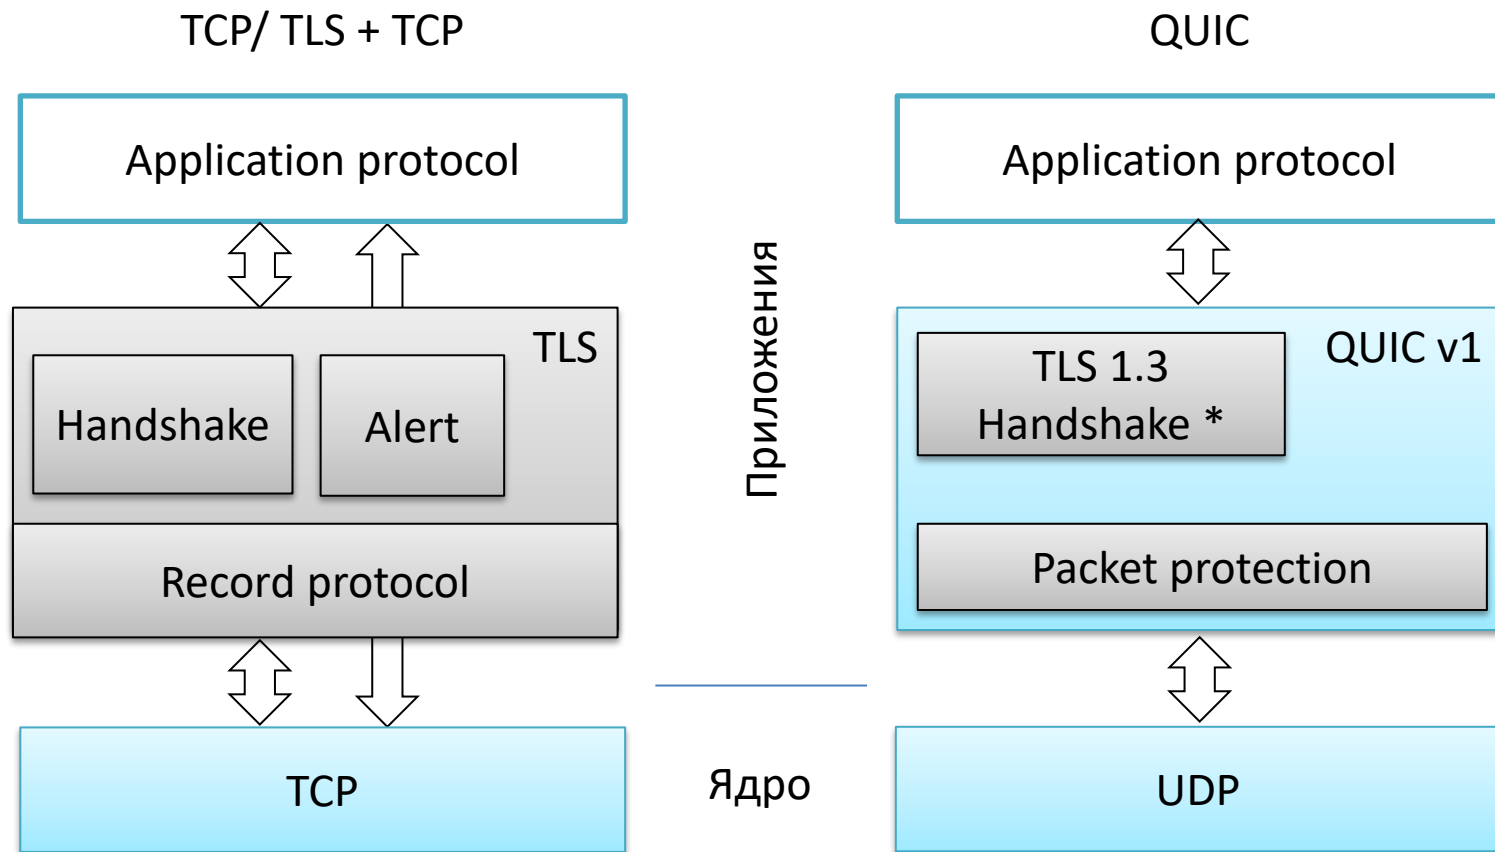 TCP/ TLS + TCP
Application protocol
TLS
Handshake
Alert
Record protocol
TCP
Приложения
Ядро
QUIC
Application protocol
QUIC v1
TLS 1.3
Handshake *
Packet protection
UDP